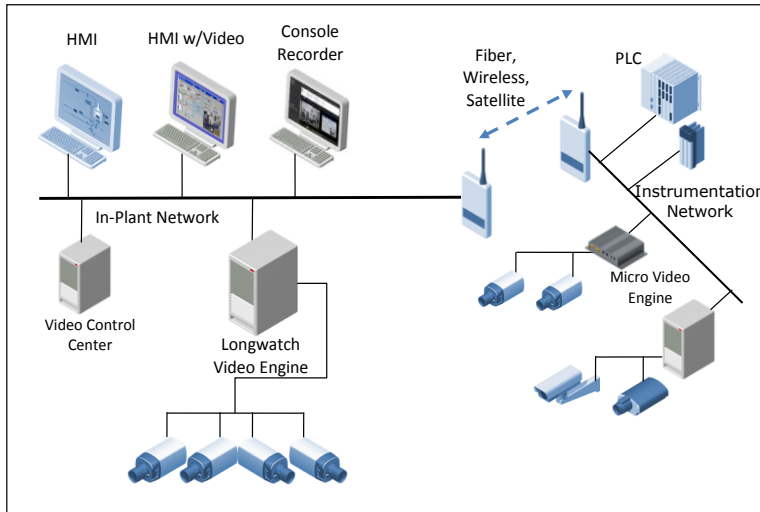 HMI
HMI w/Video
Console
Recorder
Fiber,
Wireless,
Satellite
PLC
In-Plant Network
Instrumentation
Network
Video Control
Center
Longwatch
Video Engine
Micro Video
Engine